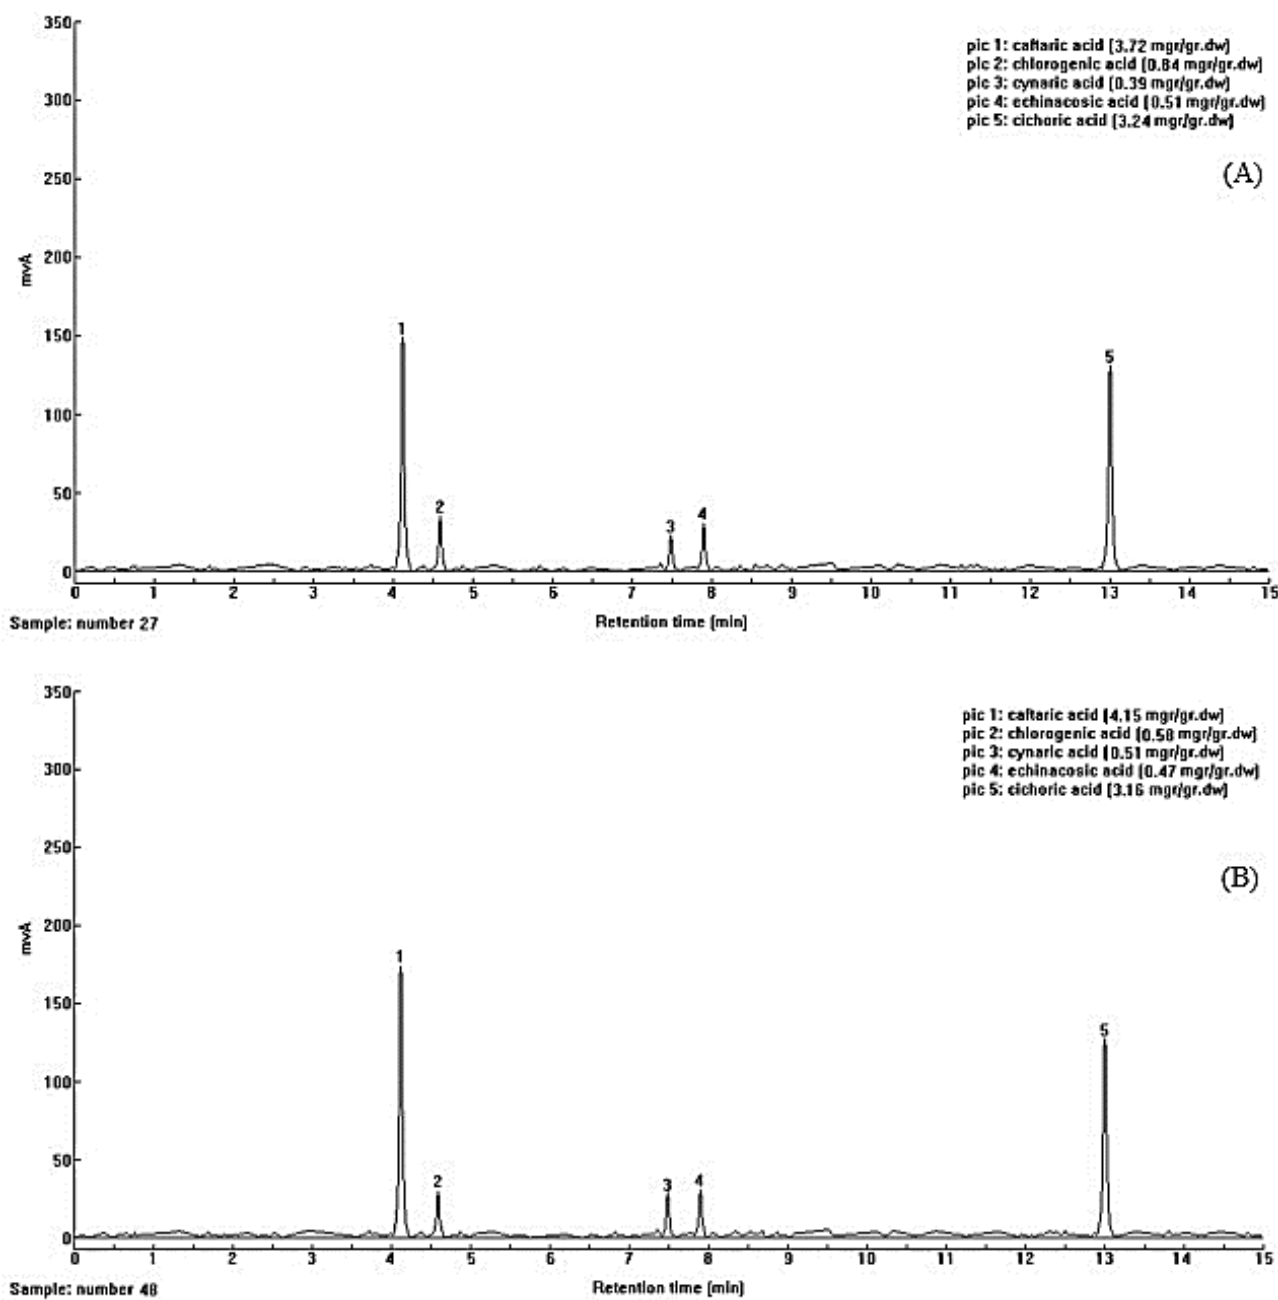 350
300
250
200
150
100
50
0
mvA
pic 1: caftaric acid [3.72 mgr/gr.dw]
pic 2: chlorogenic acid [0.84 mgr/gr.dw]
pic 3: cynaric acid [0.39 mgr/gr.dw]
pic 4: echinacosic acid [0.51 mgr/gr.dw]
pic 5: cichoric acid [3.24 mgr/gr.dw]
(A)
1
2
3
4
5
0 1 2 3 4 5 6 7 8 9 10 11 12 13 14 15
Sample: number 27
Retention time [min]
350
300
250
200
150
100
50
0
mvA
pic 1: caftaric acid [4.15 mgr/gr.dw]
pic 2: chlorogenic acid [0.58 mgr/gr.dw]
pic 3: cynaric acid [0.51 mgr/gr.dw]
pic 4: echinacosic acid [0.47 mgr/gr.dw]
pic 5: cichoric acid [3.16 mgr/gr.dw]
(B)
1
2
3
4
5
0 1 2 3 4 5 6 7 8 9 10 11 12 13 14 15
Sample: number 48
Retention time [min]